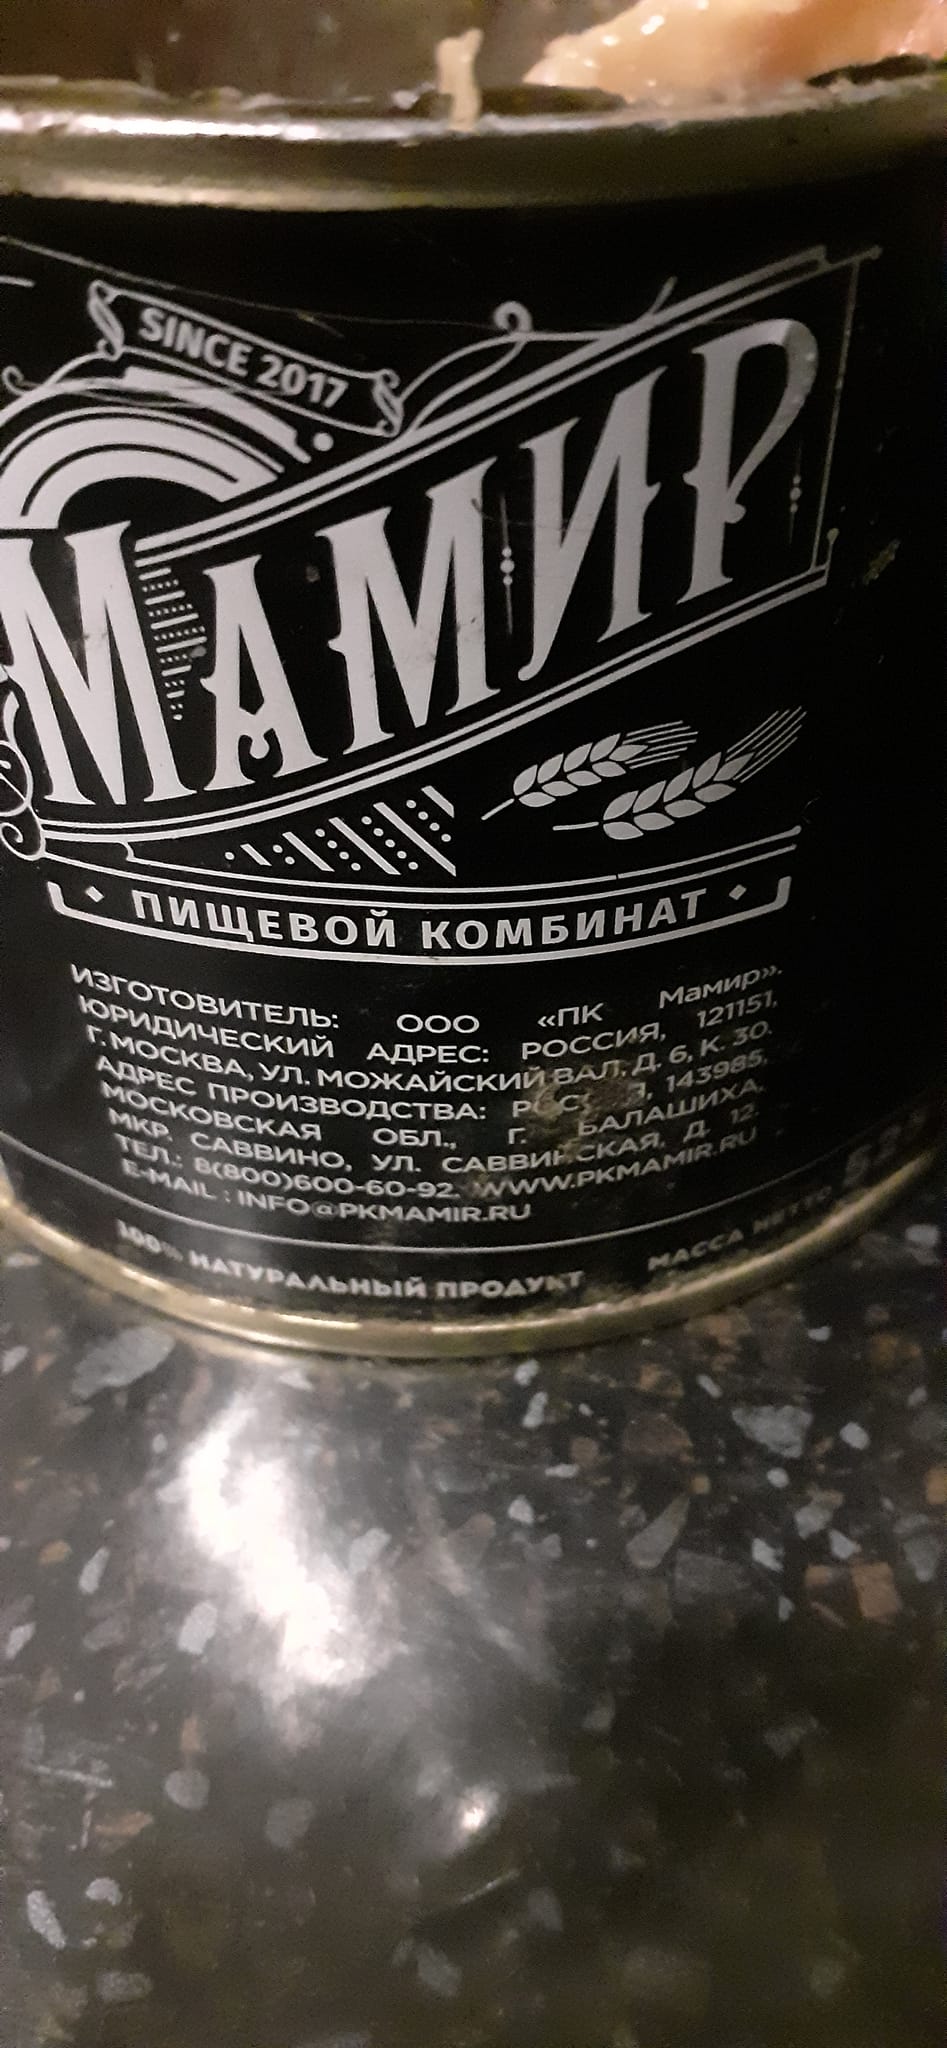 SINCE 2017
МАМИР
ПИЩЕВОЙ КОМБИНАТ
ИЗГОТОВИТЕЛЬ: ООО «ПК Мамир».
ЮРИДИЧЕСКИЙ АДРЕС: РОССИЯ, 121151,
Г. МОСКВА, УЛ. МОЖАЙСКИЙ ВАЛ, Д. 6, К. 30.
АДРЕС ПРОИЗВОДСТВА: 143985,
МОСКОВСКАЯ ОБЛ., Г. БАЛАШИХА,
МКР. САВВИНО, УЛ. САВВИНСКАЯ, Д. 12.
ТЕЛ.: 8(800)600-60-92. WWW.PKMAMIR.RU
E-MAIL : INFO@PKMAMIR.RU
100% НАТУРАЛЬНЫЙ ПРОДУКТ МАССА НЕТТО